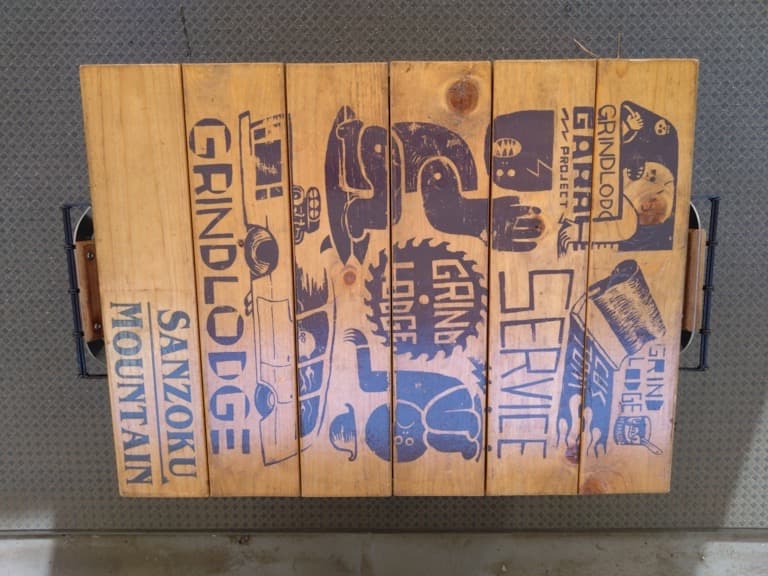 GRINDLODGE
GARAGE
PROJECT
GRIND
LODGE
SERVICE
GRIND
LODGE
GRINDLODGE
SANZOKU
MOUNTAIN